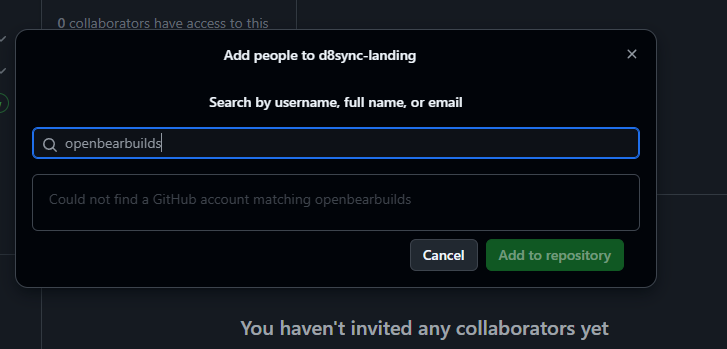 0 collaborators have access to this
Add people to d8sync-landing
Search by username, full name, or email
openbearbuilds
Could not find a GitHub account matching openbearbuilds
Cancel
Add to repository
You haven't invited any collaborators yet